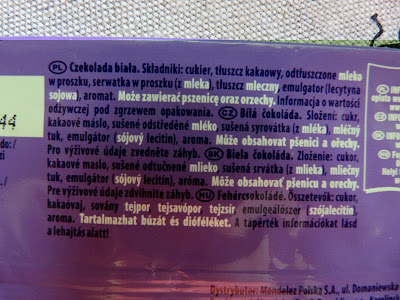 PL Czekolada biała. Składniki: cukier, tłuszcz kakaowy, odtłuszczone mleko
w proszku, serwatka w proszku (z mleka), tłuszcz mleczny emulgator (lecytyna
sojowa), aromat. Może zawierać pszenicę oraz orzechy. Informacja o wartości
odżywczej pod zgrzewem opakowania. CZ Bílá čokoláda. Složení: cukr,
kakaové máslo, sušené odstředěné mléko sušená syrovátka (z mléka), mléčný
tuk, emulgátor (sójový lecitin), aróma. Může obsahovat pšenici a ořechy.
Pro výživové údaje zvedněte záhyb. SK Biela čokoláda. Zloženie: cukor,
kakaové maslo, sušené odtučnené mlieko sušená srvátka (z mlieka), mliečny
tuk, emulgátor (sójový lecitín), aróma. Môže obsahovať pšenicu a orechy.
Pre výživové údaje zdvihnite záhyb. HU Fehércsokoládé. Összetevők: cukor,
kakaóvaj, sovány tejpor tejsavópor tejzsír emulgeálószer (szójalecitin),
aroma. Tartalmazhat búzát és dióféléket. A tápérték információkat lásd
a lehajtás alatt!
44
INFO
opłata w
Dystrybutor: Mondelez Polska S.A., ul. Domaniewska